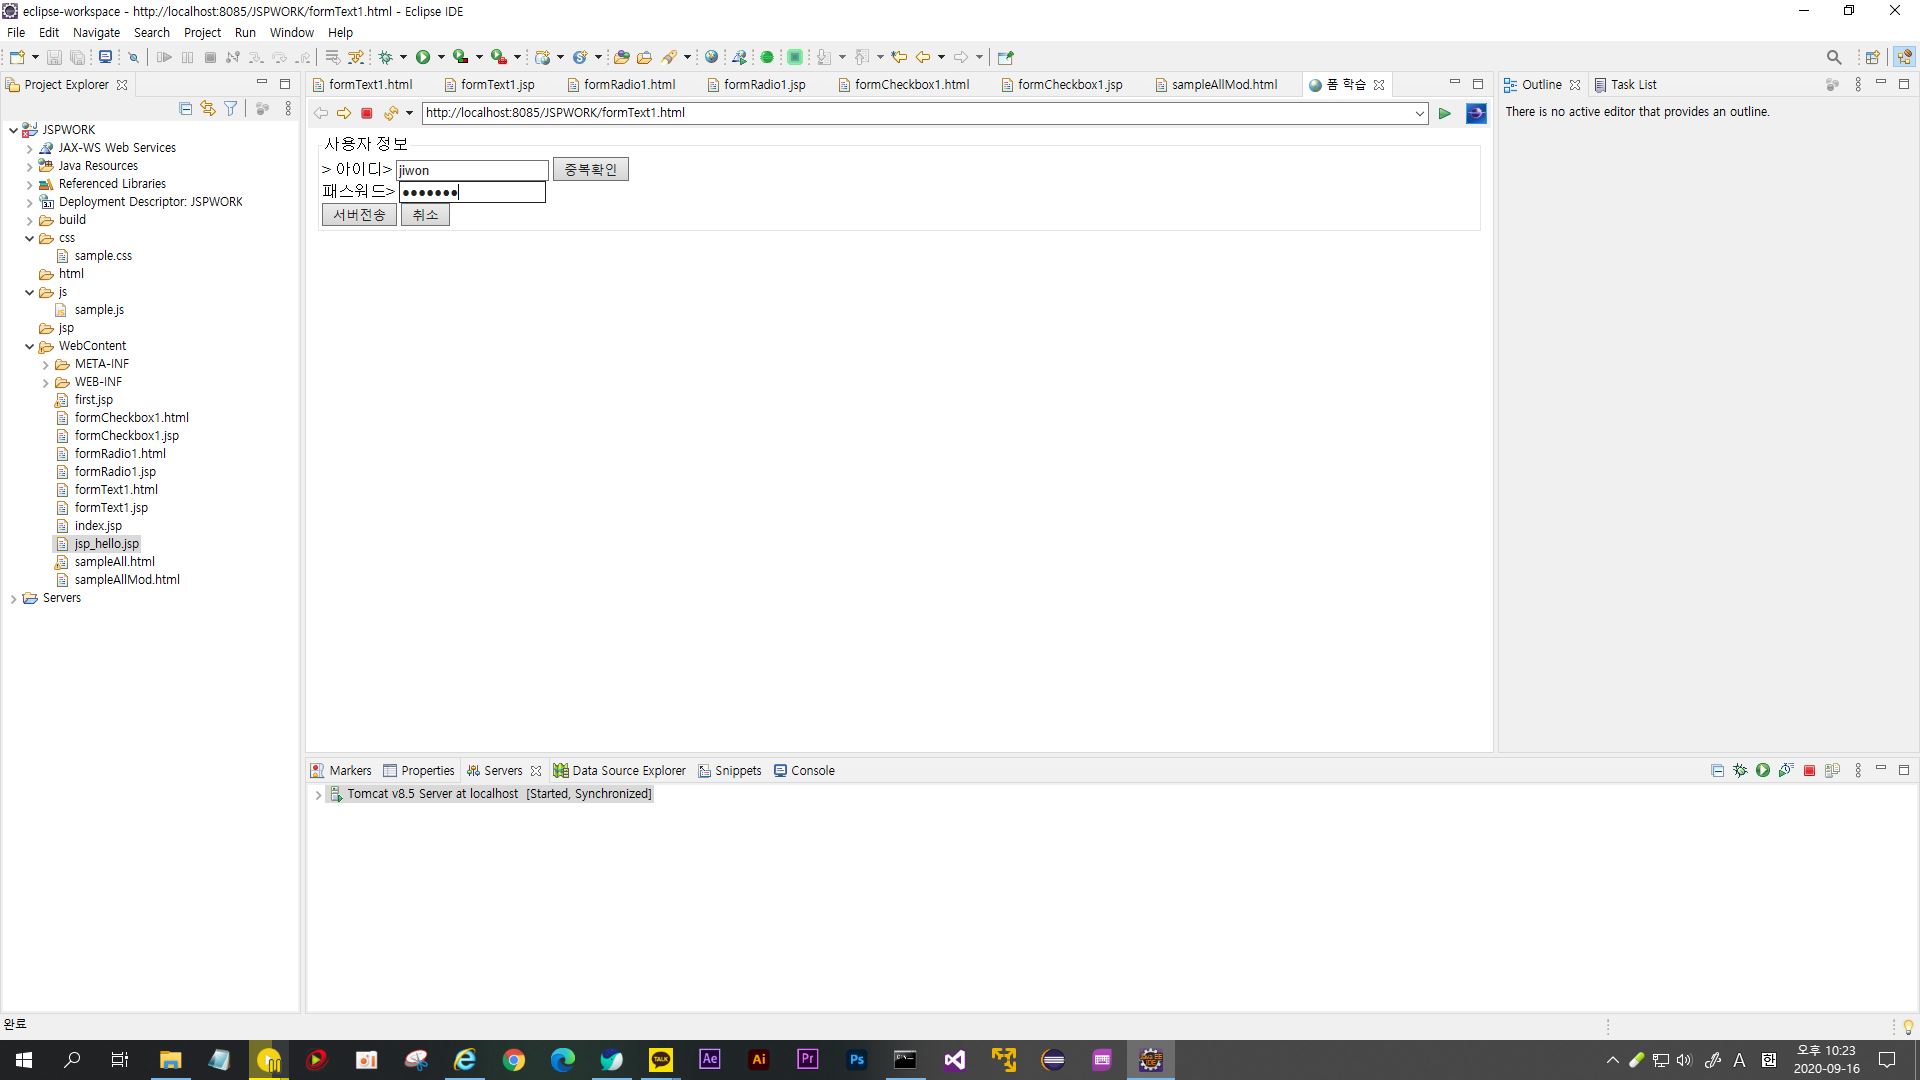 eclipse-workspace - http://localhost:8085/JSPWORK/formText1.html - Eclipse IDE
File Edit Navigate Search Project Run Window Help
Project Explorer
formText1.html formText1.jsp formRadio1.html formRadio1.jsp formCheckbox1.html formCheckbox1.jsp sampleAllMod.html 폼 학습
Outline Task List
http://localhost:8085/JSPWORK/formText1.html
There is no active editor that provides an outline.
JSPWORK
JAX-WS Web Services
Java Resources
Referenced Libraries
Deployment Descriptor: JSPWORK
build
css
sample.css
html
js
sample.js
jsp
WebContent
META-INF
WEB-INF
first.jsp
formCheckbox1.html
formCheckbox1.jsp
formRadio1.html
formRadio1.jsp
formText1.html
formText1.jsp
index.jsp
jsp_hello.jsp
sampleAll.html
sampleAllMod.html
Servers
사용자 정보
> 아이디> jiwon 중복확인
패스워드> ●●●●●●●
서버전송 취소
Markers Properties Servers Data Source Explorer Snippets Console
Tomcat v8.5 Server at localhost [Started, Synchronized]
완료
TALK Ae Ai Pr Ps
A 오후 10:23
2020-09-16